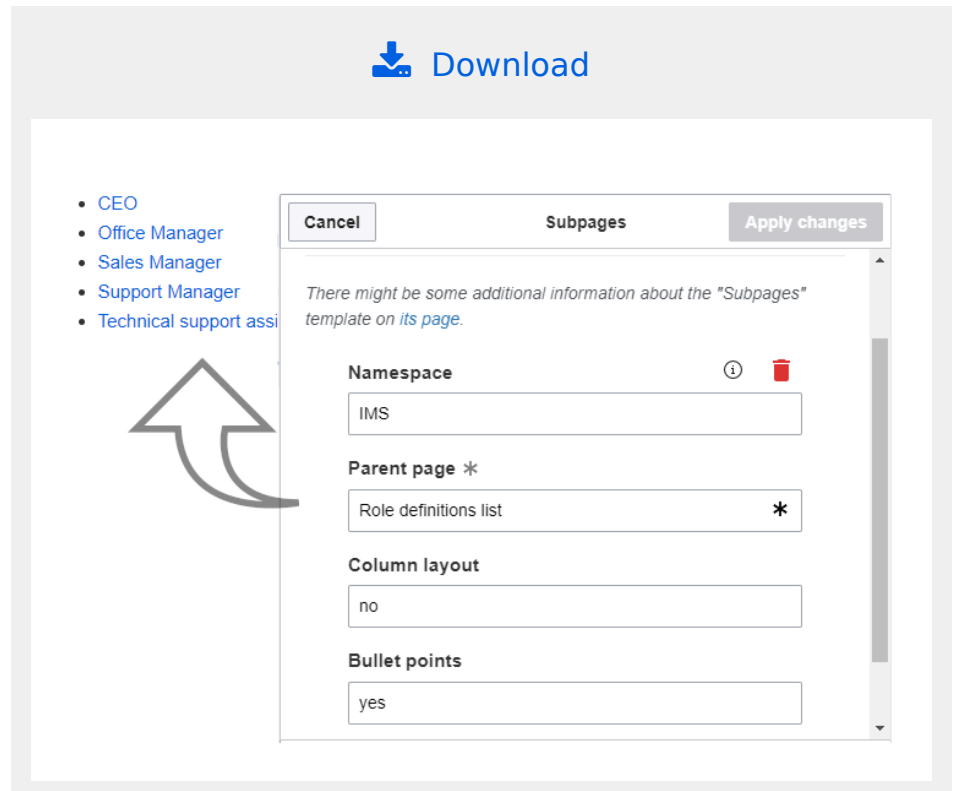 Download
CEO
Office Manager
Sales Manager
Support Manager
Technical support assi
Cancel
Subpages
Apply changes
There might be some additional information about the "Subpages"
template on its page.
Namespace
IMS
Parent page *
Role definitions list *
Column layout
no
Bullet points
yes